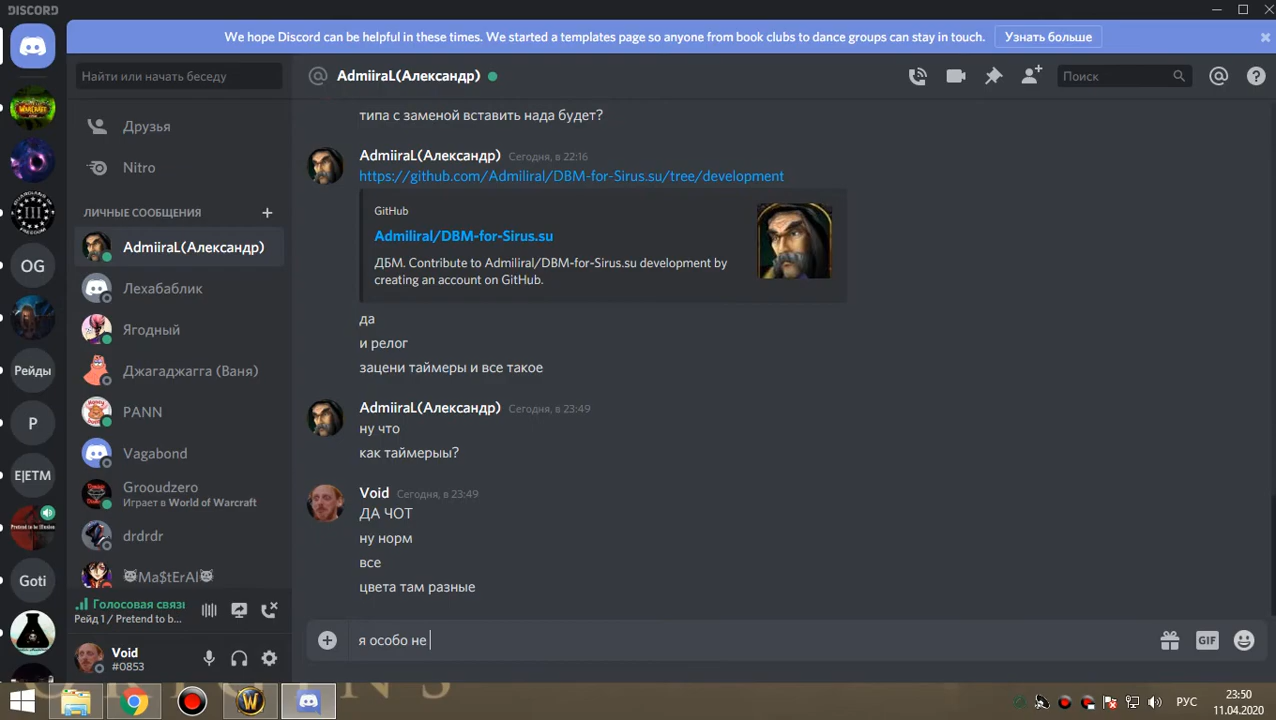 DISCORD
We hope Discord can be helpful in these times. We started a templates page so anyone from book clubs to dance groups can stay in touch.
Узнать больше
Найти или начать беседу
AdmiiraL(Александр)
Поиск
Друзья
Nitro
ЛИЧНЫЕ СООБЩЕНИЯ
AdmiiraL(Александр)
Лехабаблик
Ягодный
Джагаджагга (Ваня)
PANN
Vagabond
Grooudzero
Играет в World of Warcraft
drdrdr
Ma$tErAl
OG
Рейды
P
E|ETM
Goti
типа с заменой вставить нада будет?
AdmiiraL(Александр) Сегодня, в 22:16
https://github.com/Admiliral/DBM-for-Sirus.su/tree/development
GitHub
Admiliral/DBM-for-Sirus.su
ДБМ. Contribute to Admiliral/DBM-for-Sirus.su development by
creating an account on GitHub.
да
и релог
зацени таймеры и все такое
AdmiiraL(Александр) Сегодня, в 23:49
ну что
как таймерыы?
Void Сегодня, в 23:49
ДА ЧОТ
ну норм
все
цвета там разные
я особо не
GIF
Голосовая связь
Рейд 1 / Pretend to b...
Void
#0853
РУС
23:50
11.04.2020